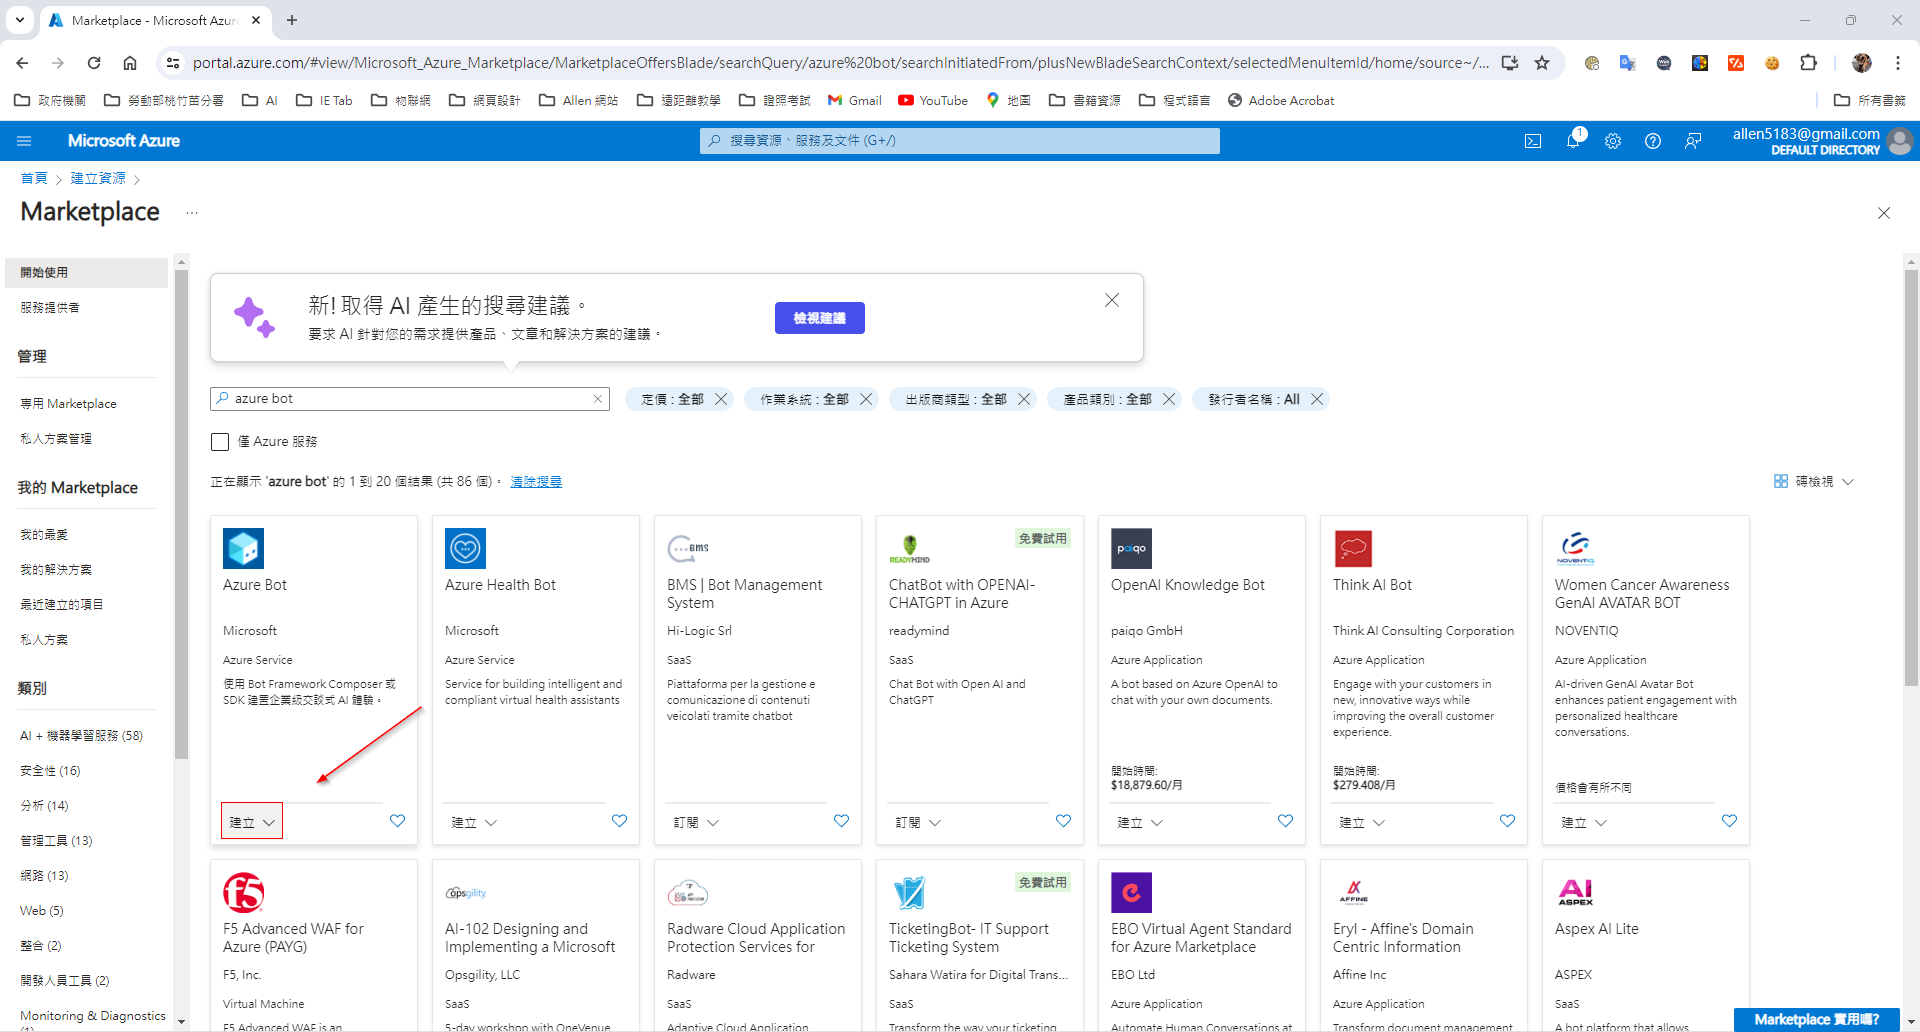 Marketplace - Microsoft Azure
portal.azure.com/#view/Microsoft_Azure_Marketplace/MarketplaceOffersBlade/searchQuery/azure%20bot/searchInitiatedFrom/plusNewBladeSearchContext/selectedMenuItemId/home/source~/...
政府機關 勞動部桃竹苗分署 AI IE Tab 物聯網 網頁設計 Allen 網站 遠距離教學 證照考試 Gmail YouTube 地圖 書籍資源 程式語言 Adobe Acrobat 所有書籤
Microsoft Azure 搜尋資源、服務及文件 (G+/) 1 allen5183@gmail.com
DEFAULT DIRECTORY
首頁 > 建立資源 >
Marketplace ...
開始使用
服務提供者
管理
專用 Marketplace
私人方案管理
我的 Marketplace
我的最愛
我的解決方案
最近建立的項目
私人方案
類別
AI + 機器學習服務 (58)
安全性 (16)
分析 (14)
管理工具 (13)
網路 (13)
Web (5)
整合 (2)
開發人員工具 (2)
Monitoring & Diagnostics
新! 取得 AI 產生的搜尋建議。
要求 AI 針對您的需求提供產品、文章和解決方案的建議。
檢視建議
azure bot
定價 : 全部 作業系統 : 全部 出版商類型 : 全部 產品類別 : 全部 發行者名稱 : All
僅 Azure 服務
正在顯示 'azure bot' 的 1 到 20 個結果 (共 86 個)。 清除搜尋
磚檢視
Azure Bot
Microsoft
Azure Service
使用 Bot Framework Composer 或
SDK 建置企業級交談式 AI 體驗。
建立
Azure Health Bot
Microsoft
Azure Service
Service for building intelligent and
compliant virtual health assistants
建立
BMS
BMS | Bot Management
System
Hi-Logic Srl
SaaS
Piattaforma per la gestione e
comunicazione di contenuti
veicolati tramite chatbot
訂閱
READYMIND
免費試用
ChatBot with OPENAI-
CHATGPT in Azure
readymind
SaaS
Chat Bot with Open AI and
ChatGPT
訂閱
paiqo
OpenAI Knowledge Bot
paiqo GmbH
Azure Application
A bot based on Azure OpenAI to
chat with your own documents.
開始時間:
$18,879.60/月
建立
Think AI Bot
Think AI Consulting Corporation
Azure Application
Engage with your customers in
new, innovative ways while
improving the overall customer
experience.
開始時間:
$279.408/月
建立
NOVENTIQ
Women Cancer Awareness
GenAI AVATAR BOT
NOVENTIQ
Azure Application
AI-driven GenAI Avatar Bot
enhances patient engagement with
personalized healthcare
conversations.
價格會有所不同
建立
f5
F5 Advanced WAF for
Azure (PAYG)
F5, Inc.
Virtual Machine
F5 Advanced WAF is an
opsgility
AI-102 Designing and
Implementing a Microsoft
Opsgility, LLC
SaaS
5-day workshop with OneVenue
Radware Cloud Application
Protection Services for
Radware
SaaS
Adaptive Cloud Application
免費試用
TicketingBot- IT Support
Ticketing System
Sahara Watira for Digital Trans...
SaaS
Transform the way your ticketing
EBO Virtual Agent Standard
for Azure Marketplace
EBO Ltd
Azure Application
Automate Human Conversations at
AFFINE
Eryl - Affine's Domain
Centric Information
Affine Inc
Azure Application
Transform document management
AI
ASPEX
Aspex AI Lite
ASPEX
SaaS
A bot platform that allows
Marketplace 實用嗎?